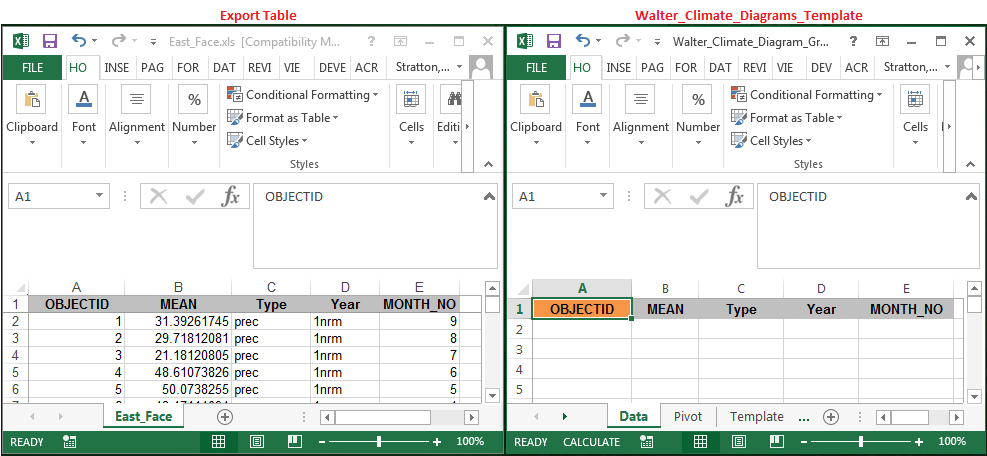 Export Table
East_Face.xls [Compatibility M...
?
FILE HO INSE PAG FOR DAT REVI VIE DEVE ACR Stratton,...
Clipboard
A
Font
Alignment
%
Number
Conditional Formatting
Format as Table
Cell Styles
Styles
Cells
Editi
A1
fx
OBJECTID
A B C D E
1 OBJECTID MEAN Type Year MONTH_NO
2 1 31.39261745 prec 1nrm 9
3 2 29.71812081 prec 1nrm 8
4 3 21.18120805 prec 1nrm 7
5 4 48.61073826 prec 1nrm 6
6 5 50.0738255 prec 1nrm 5
East_Face
READY
100%
Walter_Climate_Diagrams_Template
Walter_Climate_Diagram_Gr...
?
FILE HO INSE PAG FOR DAT REVI VIE DEV ACR Stratton,...
Clipboard
A
Font
Alignment
%
Number
Conditional Formatting
Format as Table
Cell Styles
Styles
Cells
A1
fx
OBJECTID
A B C D E
1 OBJECTID MEAN Type Year MONTH_NO
2
3
4
5
Data Pivot Template ...
READY CALCULATE
100%